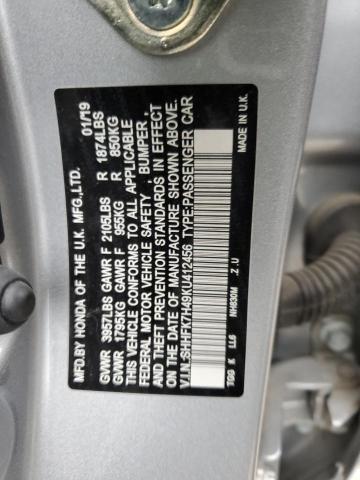 MFD.BY HONDA OF THE U.K. MFG.,LTD. 01/19
GVWR 3957LBS GAWR F 2105LBS R 1874LBS
GVWR 1795KG GAWR F 955KG R 850KG
THIS VEHICLE CONFORMS TO ALL APPLICABLE
FEDERAL MOTOR VEHICLE SAFETY , BUMPER ,
AND THEFT PREVENTION STANDARDS IN EFFECT
ON THE DATE OF MANUFACTURE SHOWN ABOVE.
V.I.N.:SHHFK7H49KU412456 TYPE:PASSENGER CAR
MADE IN U.K.
TGG K LL6 NH830M .Z.U